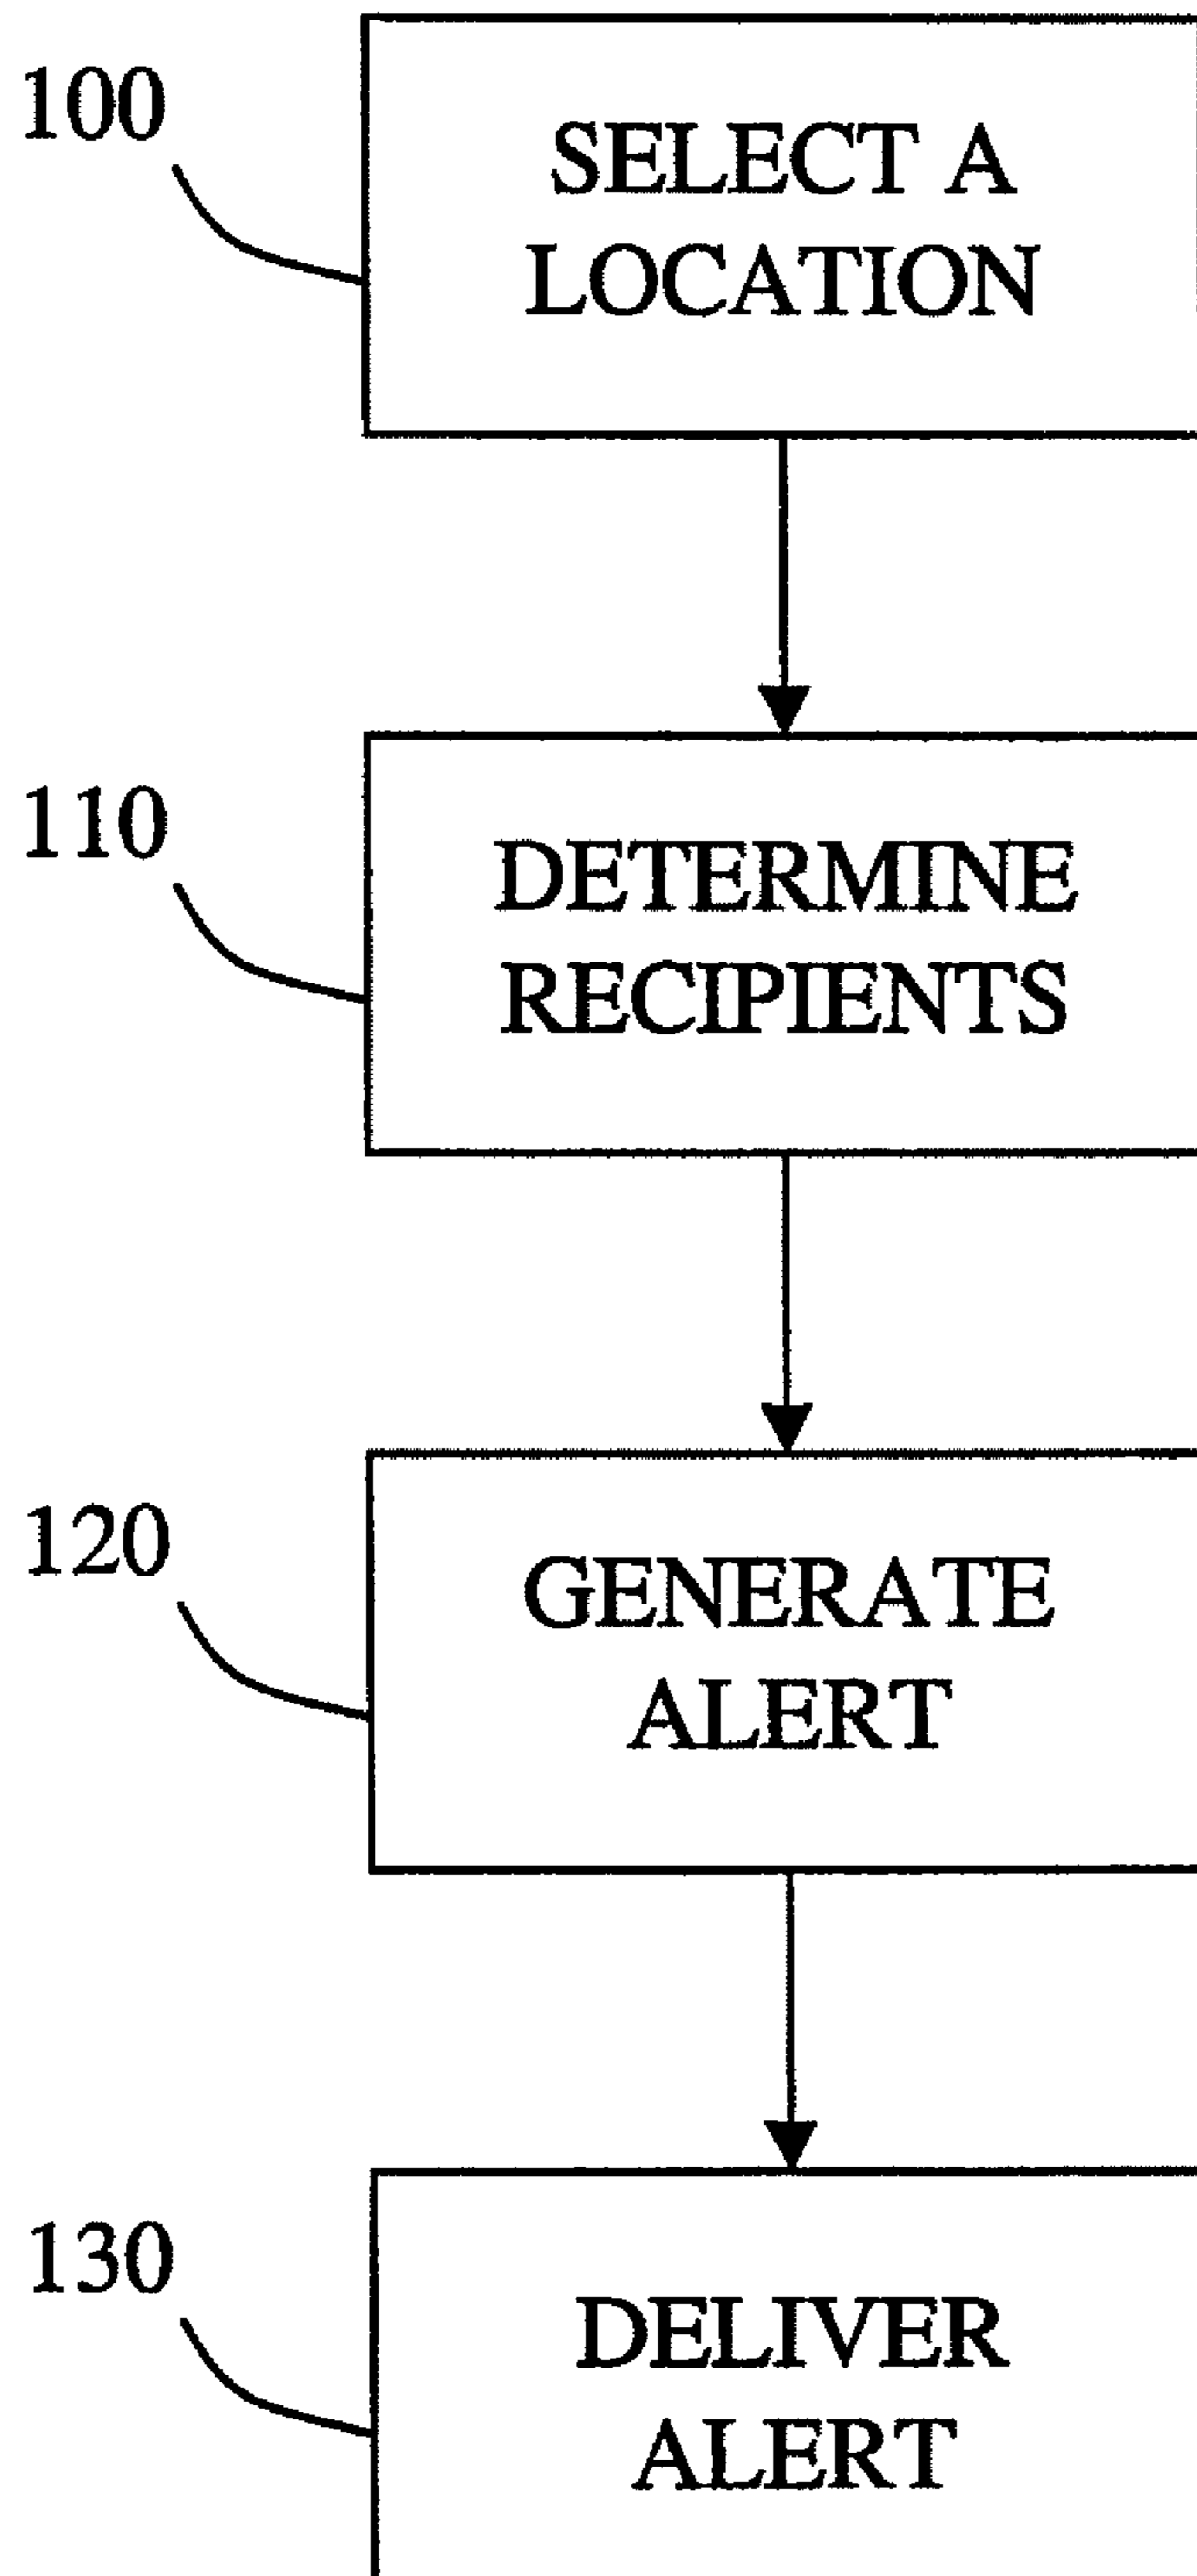 100
SELECT A
LOCATION
110
DETERMINE
RECIPIENTS
120
GENERATE
ALERT
130
DELIVER
ALERT